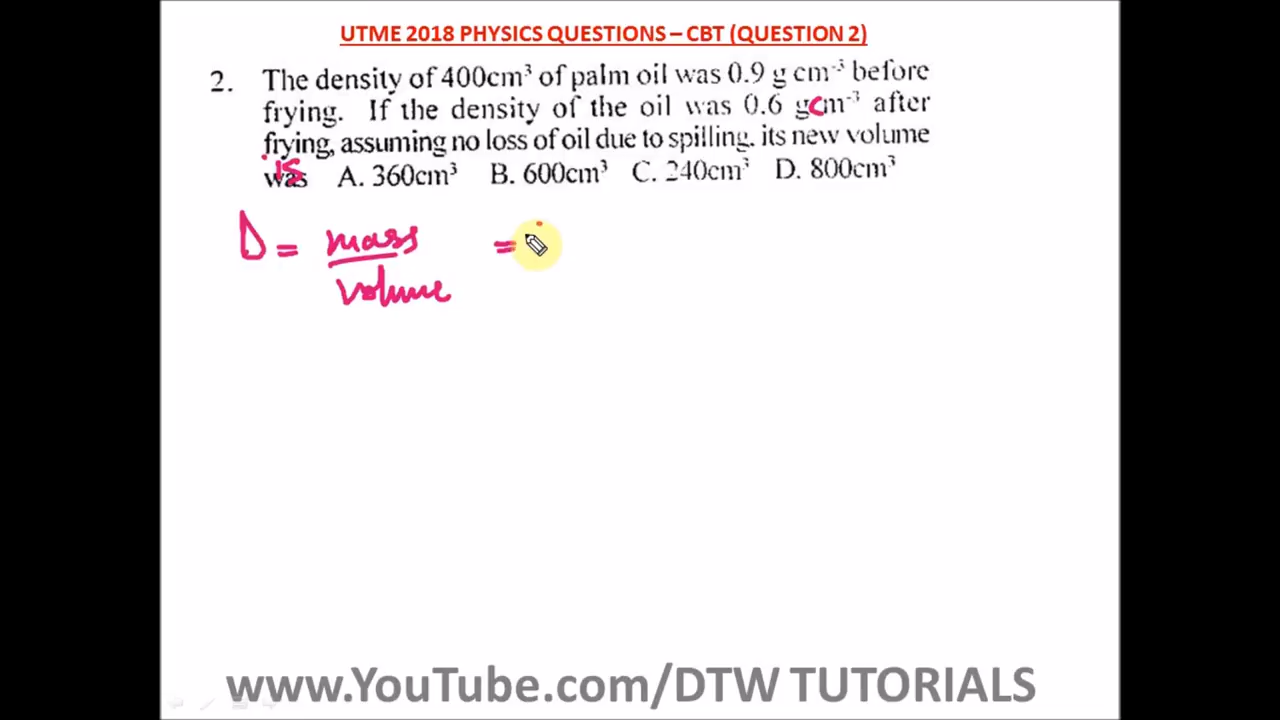 UTME 2018 PHYSICS QUESTIONS – CBT (QUESTION 2)
2. The density of 400cm³ of palm oil was 0.9 g cm⁻³ before
frying. If the density of the oil was 0.6 gcm⁻³ after
frying, assuming no loss of oil due to spilling. its new volume
is
was A. 360cm³ B. 600cm³ C. 240cm³ D. 800cm³
D = mass =
volume
www.YouTube.com/DTW TUTORIALS